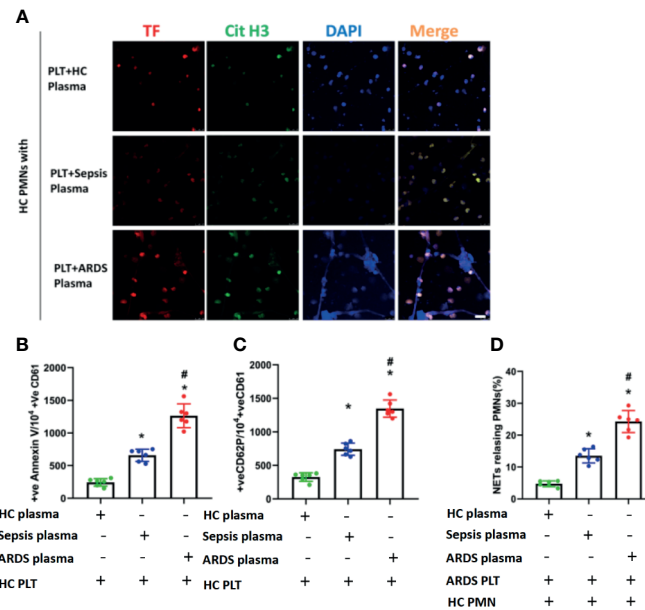 A
TF Cit H3 DAPI Merge
HC PMNs with
PLT+HC
Plasma
PLT+Sepsis
Plasma
PLT+ARDS
Plasma
B
+ve Annexin V/10⁴ +Ve CD61
2000
1500
1000
500
0
*
#
*
HC plasma + - -
Sepsis plasma - + -
ARDS plasma - - +
HC PLT + + +
C
+veCD62P/10⁴+veCD61
2000
1500
1000
500
0
*
#
*
HC plasma + - -
Sepsis plasma - + -
ARDS plasma - - +
HC PLT + + +
D
NETs relasing PMNs(%)
40
30
20
10
0
*
#
*
HC plasma + - -
Sepsis plasma - + -
ARDS plasma - - +
ARDS PLT + + +
HC PMN + + +